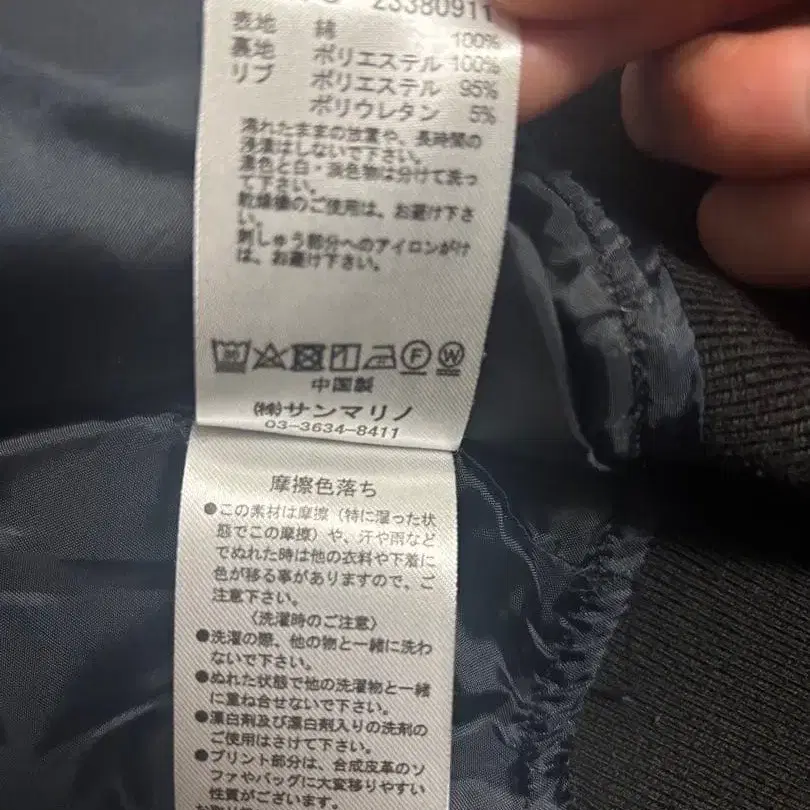 23380911
表地 綿 100%
裏地 ポリエステル 100%
リブ ポリエステル 95%
ポリウレタン 5%
濡れたままの放置や、長時間の
浸漬はしないで下さい。
濃色と白・淡色物は分けて洗っ
て下さい。
乾燥機のご使用は、お避け下さ
い。
刺しゅう部分へのアイロンがけ
は、お避け下さい。
30 F W
中国製
㈱サンマリノ
03-3634-8411
摩擦色落ち
●この素材は摩擦（特に湿った状
態でこの摩擦）や、汗や雨など
でぬれた時は他の衣料や下着に
色が移る事がありますので、ご
注意下さい。
〈洗濯時のご注意〉
●洗濯の際、他の物と一緒に洗わ
ないで下さい。
●ぬれた状態で他の洗濯物と一緒
に重ね合せないで下さい。
●漂白剤及び漂白剤入りの洗剤の
ご使用はさけて下さい。
●プリント部分は、合成皮革のソ
ファやバッグに大変移りやすい
性質がございます。